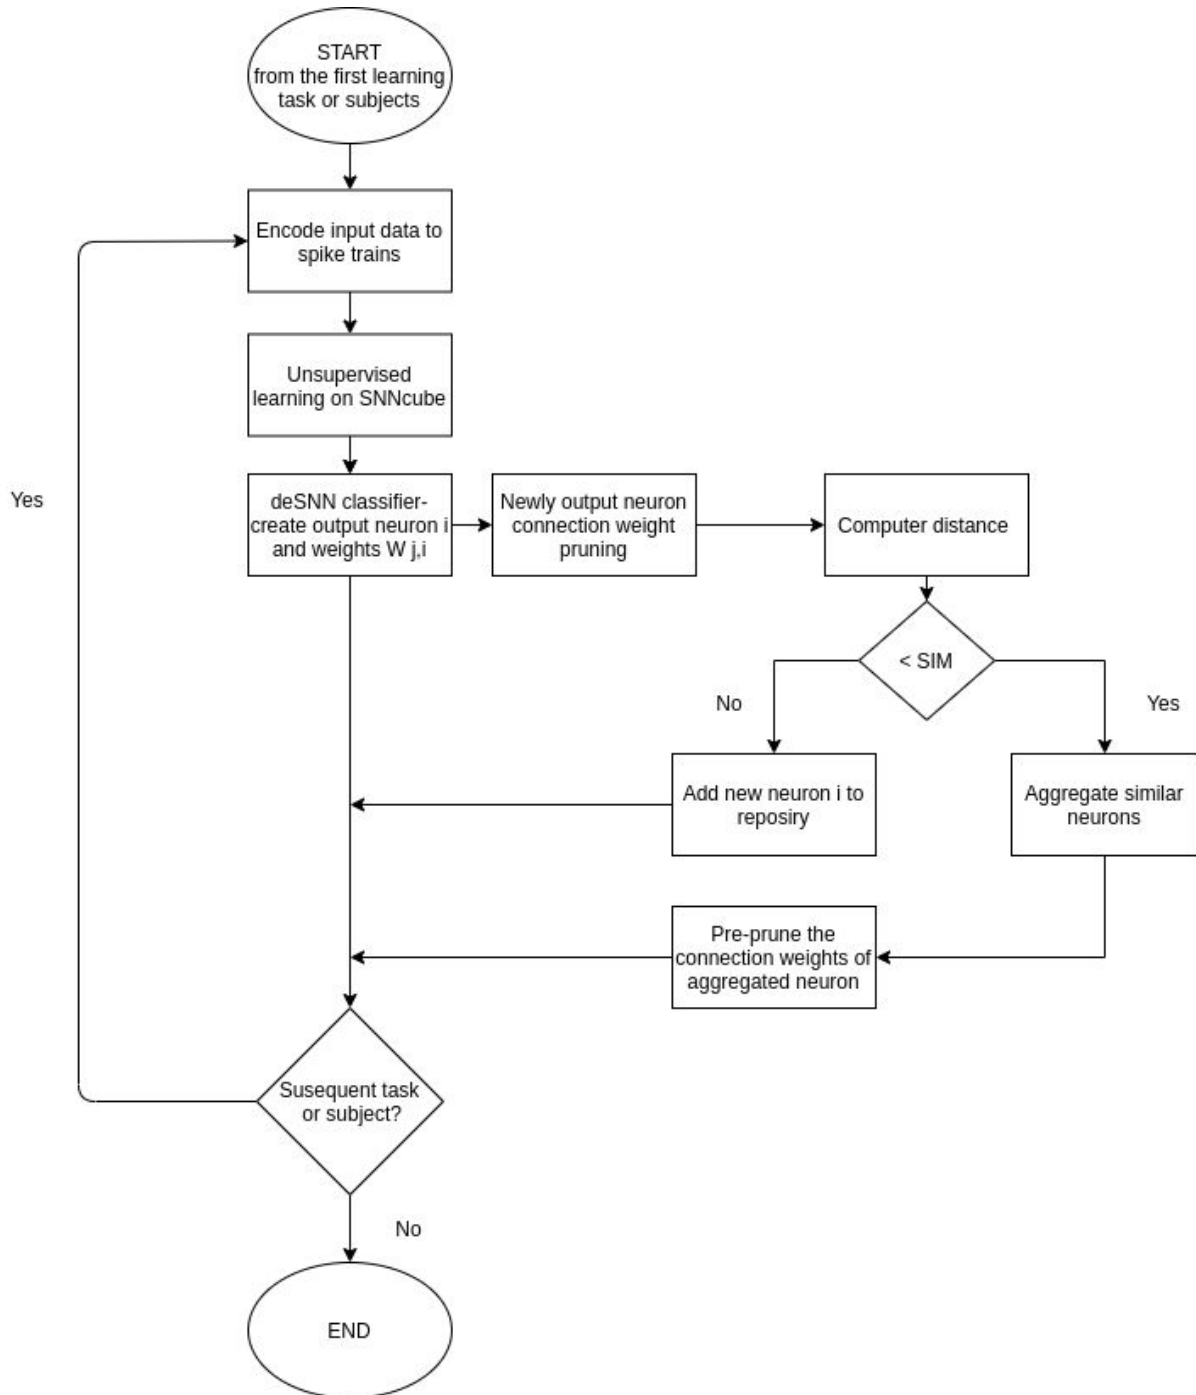 START
from the first learning
task or subjects
Encode input data to
spike trains
Unsupervised
learning on SNNcube
Yes
deSNN classifier-
create output neuron i
and weights W j,i
Newly output neuron
connection weight
pruning
Computer distance
< SIM
No
Yes
Add new neuron i to
reposiry
Aggregate similar
neurons
Pre-prune the
connection weights of
aggregated neuron
Susequent task
or subject?
No
END